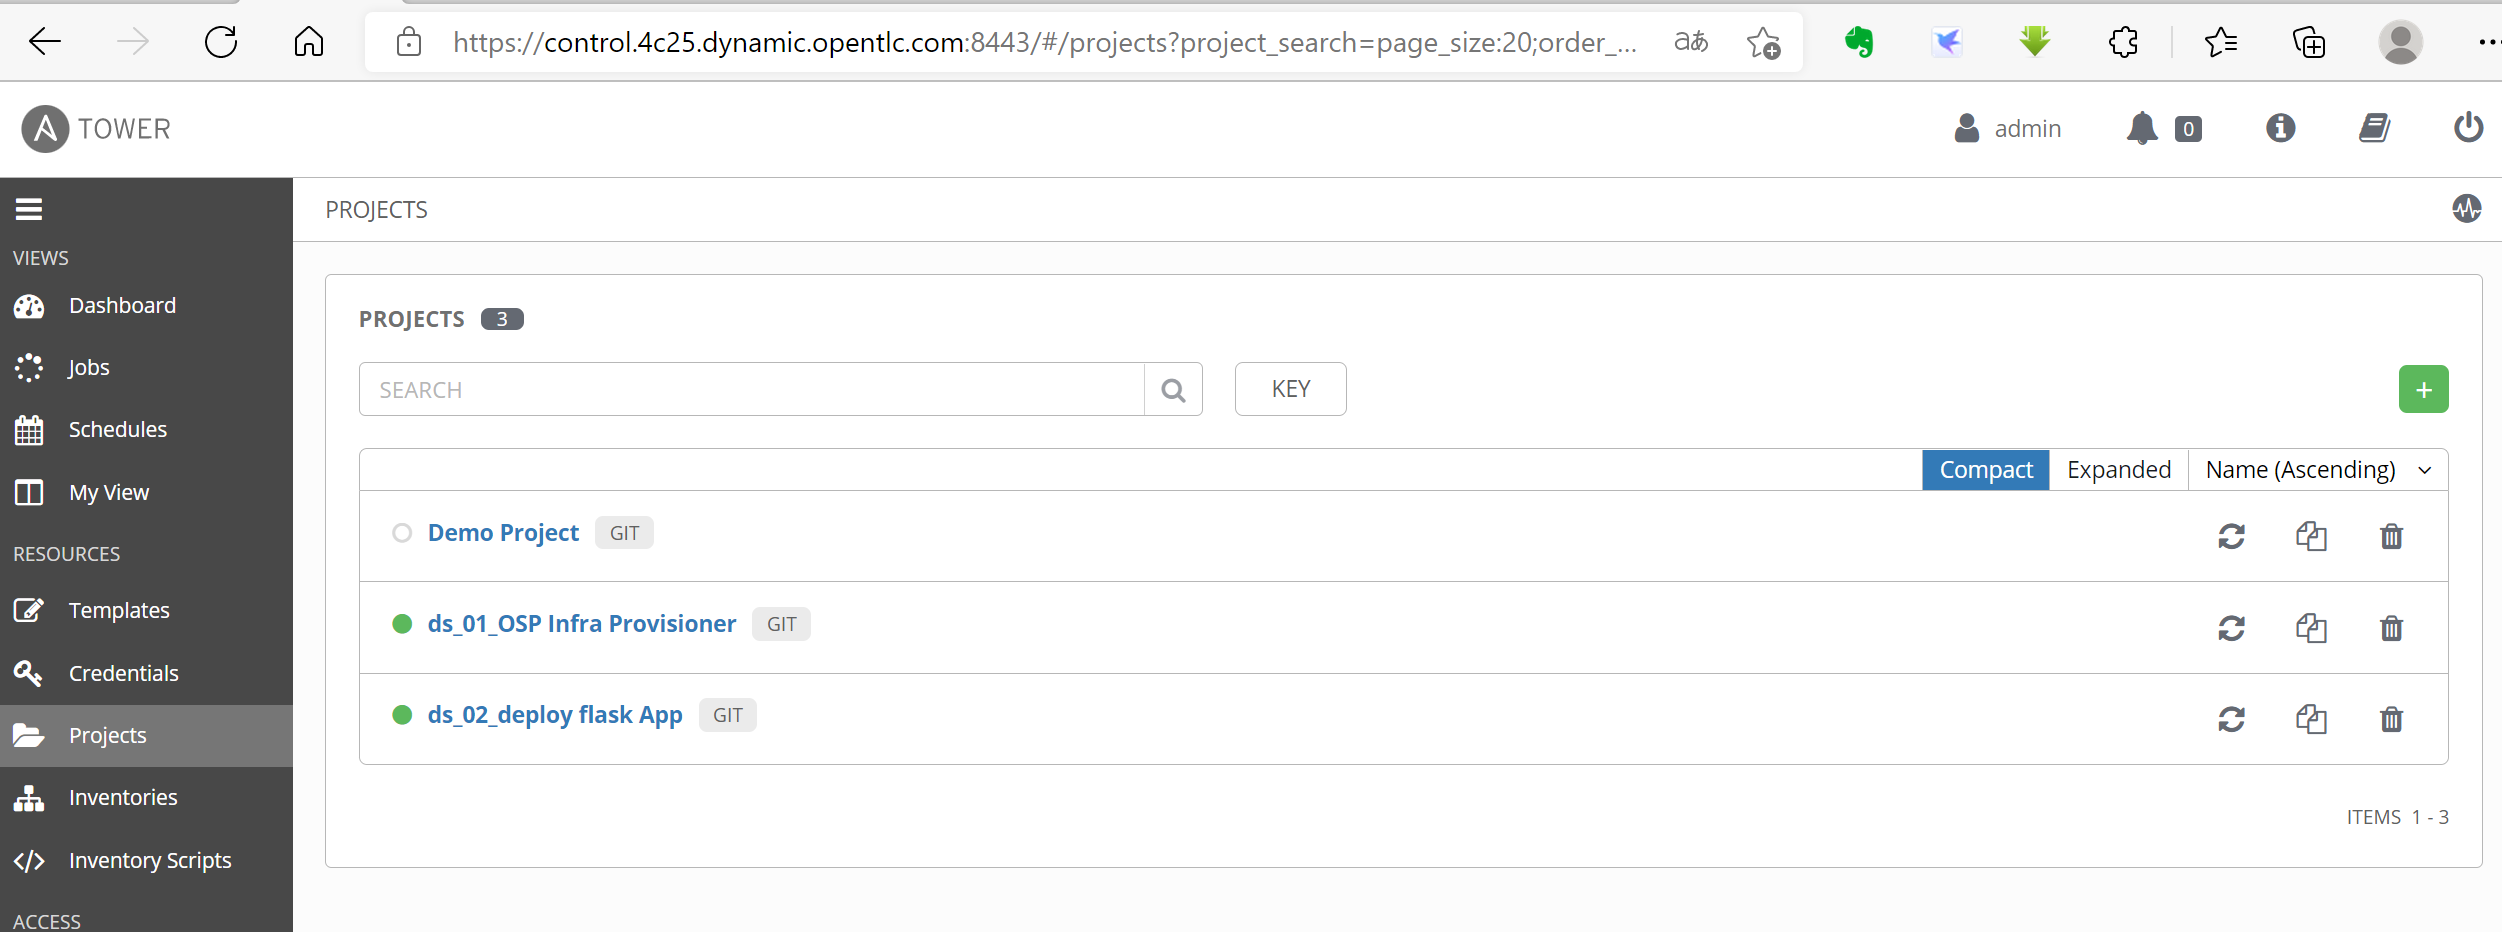 https://control.4c25.dynamic.opentlc.com:8443/#/projects?project_search=page_size:20;order_...
aあ
TOWER
admin
0
PROJECTS
VIEWS
Dashboard
Jobs
Schedules
My View
RESOURCES
Templates
Credentials
Projects
Inventories
Inventory Scripts
ACCESS
PROJECTS 3
SEARCH
KEY
+
Compact Expanded Name (Ascending)
Demo Project GIT
ds_01_OSP Infra Provisioner GIT
ds_02_deploy flask App GIT
ITEMS 1 - 3